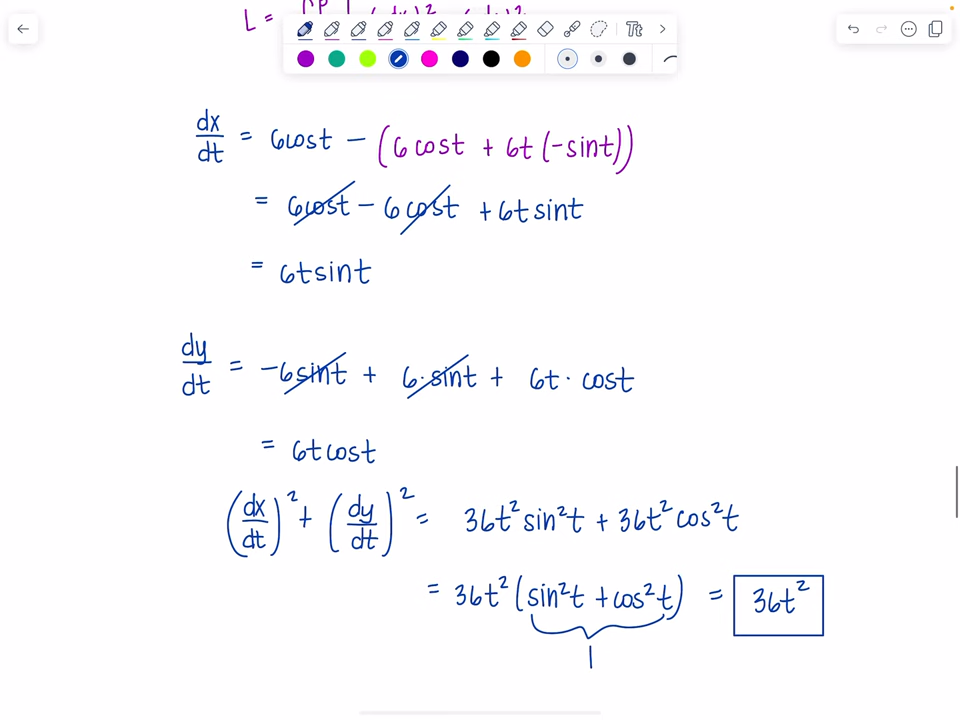 L =
Tt
dx/dt = 6cost − (6cost + 6t(−sint))
= 6cost − 6cost + 6tsint
= 6tsint
dy/dt = −6sint + 6·sint + 6t·cost
= 6tcost
(dx/dt)² + (dy/dt)² = 36t²sin²t + 36t²cos²t
= 36t²(sin²t + cos²t) = 36t²
1